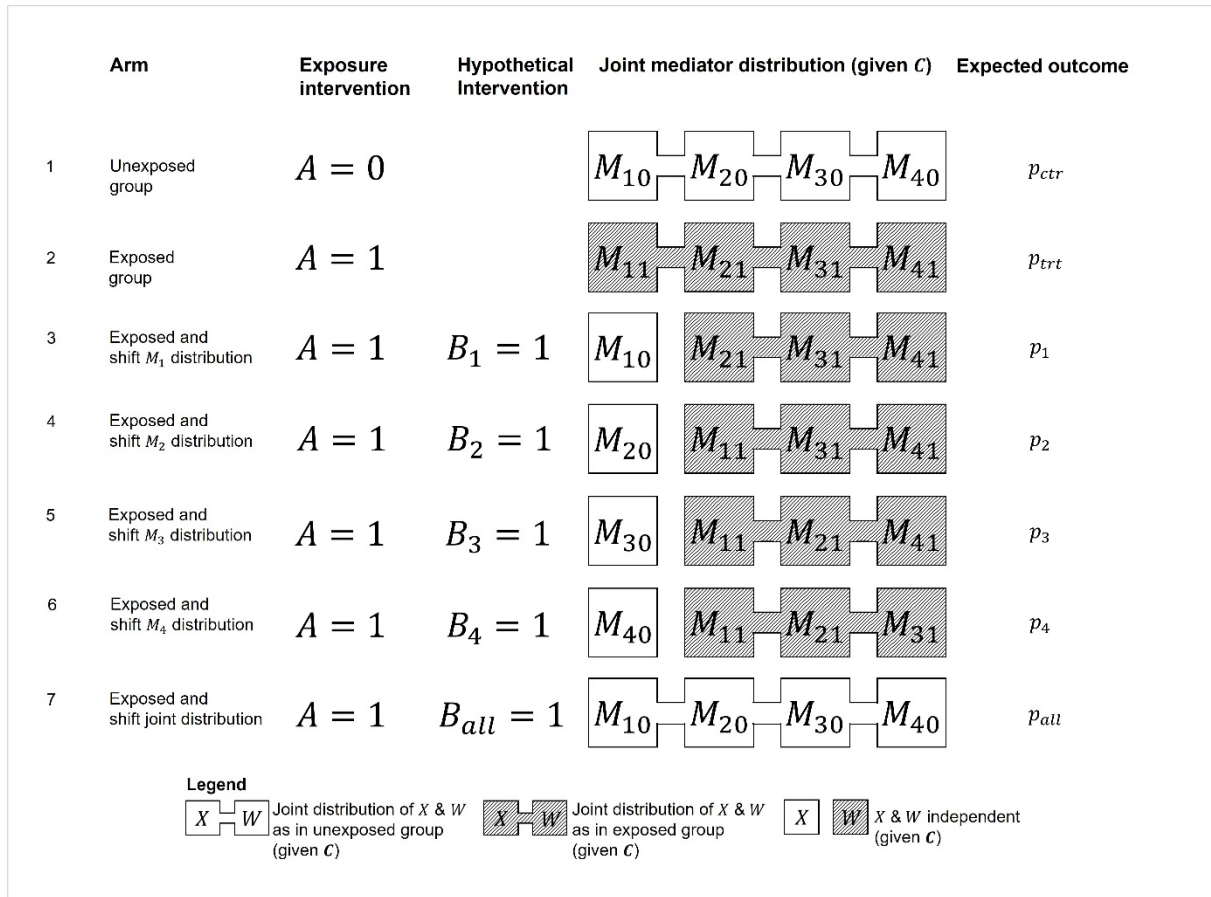 Arm Exposure intervention Hypothetical Intervention Joint mediator distribution (given C) Expected outcome
1 Unexposed group A = 0 M₁₀ M₂₀ M₃₀ M₄₀ p_ctr
2 Exposed group A = 1 M₁₁ M₂₁ M₃₁ M₄₁ p_trt
3 Exposed and shift M₁ distribution A = 1 B₁ = 1 M₁₀ M₂₁ M₃₁ M₄₁ p₁
4 Exposed and shift M₂ distribution A = 1 B₂ = 1 M₂₀ M₁₁ M₃₁ M₄₁ p₂
5 Exposed and shift M₃ distribution A = 1 B₃ = 1 M₃₀ M₁₁ M₂₁ M₄₁ p₃
6 Exposed and shift M₄ distribution A = 1 B₄ = 1 M₄₀ M₁₁ M₂₁ M₃₁ p₄
7 Exposed and shift joint distribution A = 1 B_all = 1 M₁₀ M₂₀ M₃₀ M₄₀ p_all
Legend
X W Joint distribution of X & W as in unexposed group (given C)
X W Joint distribution of X & W as in exposed group (given C)
X W X & W independent (given C)